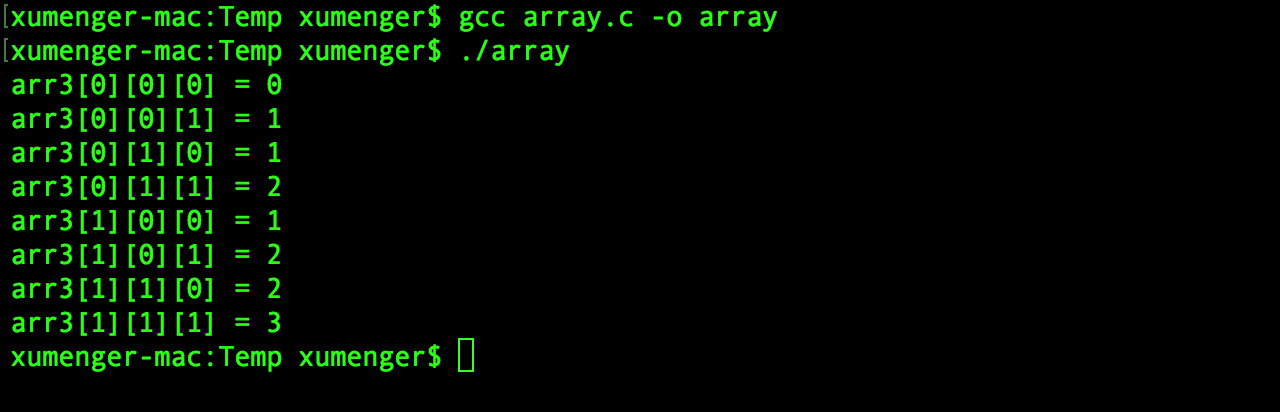 [xumenger-mac:Temp xumenger$ gcc array.c -o array
[xumenger-mac:Temp xumenger$ ./array
arr3[0][0][0] = 0
arr3[0][0][1] = 1
arr3[0][1][0] = 1
arr3[0][1][1] = 2
arr3[1][0][0] = 1
arr3[1][0][1] = 2
arr3[1][1][0] = 2
arr3[1][1][1] = 3
xumenger-mac:Temp xumenger$